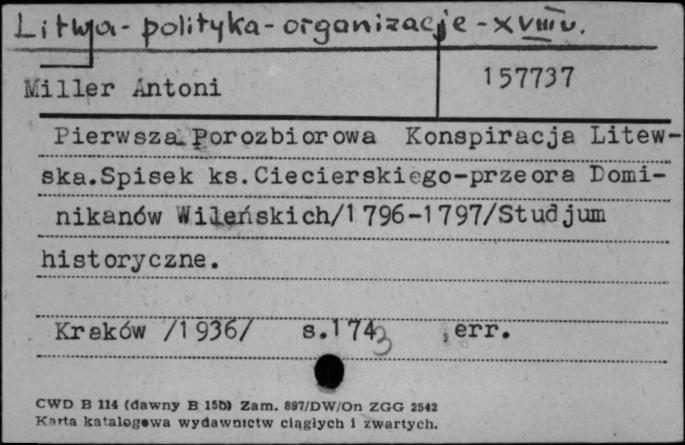 Litwa - polityka - organizacje - XVIII w.
Miller Antoni
157737
Pierwsza Porozbiorowa Konspiracja Litew-
ska.Spisek ks.Ciecierskiego-przeora Domi-
nikanów Wileńskich/1796-1797/Studjum
historyczne.
Kraków /1936/ s.1743 ,err.
CWD B 114 (dawny B 15b) Zam. 897/DW/On ZGG 2542
Karta katalogowa wydawnictw ciągłych i zwartych.